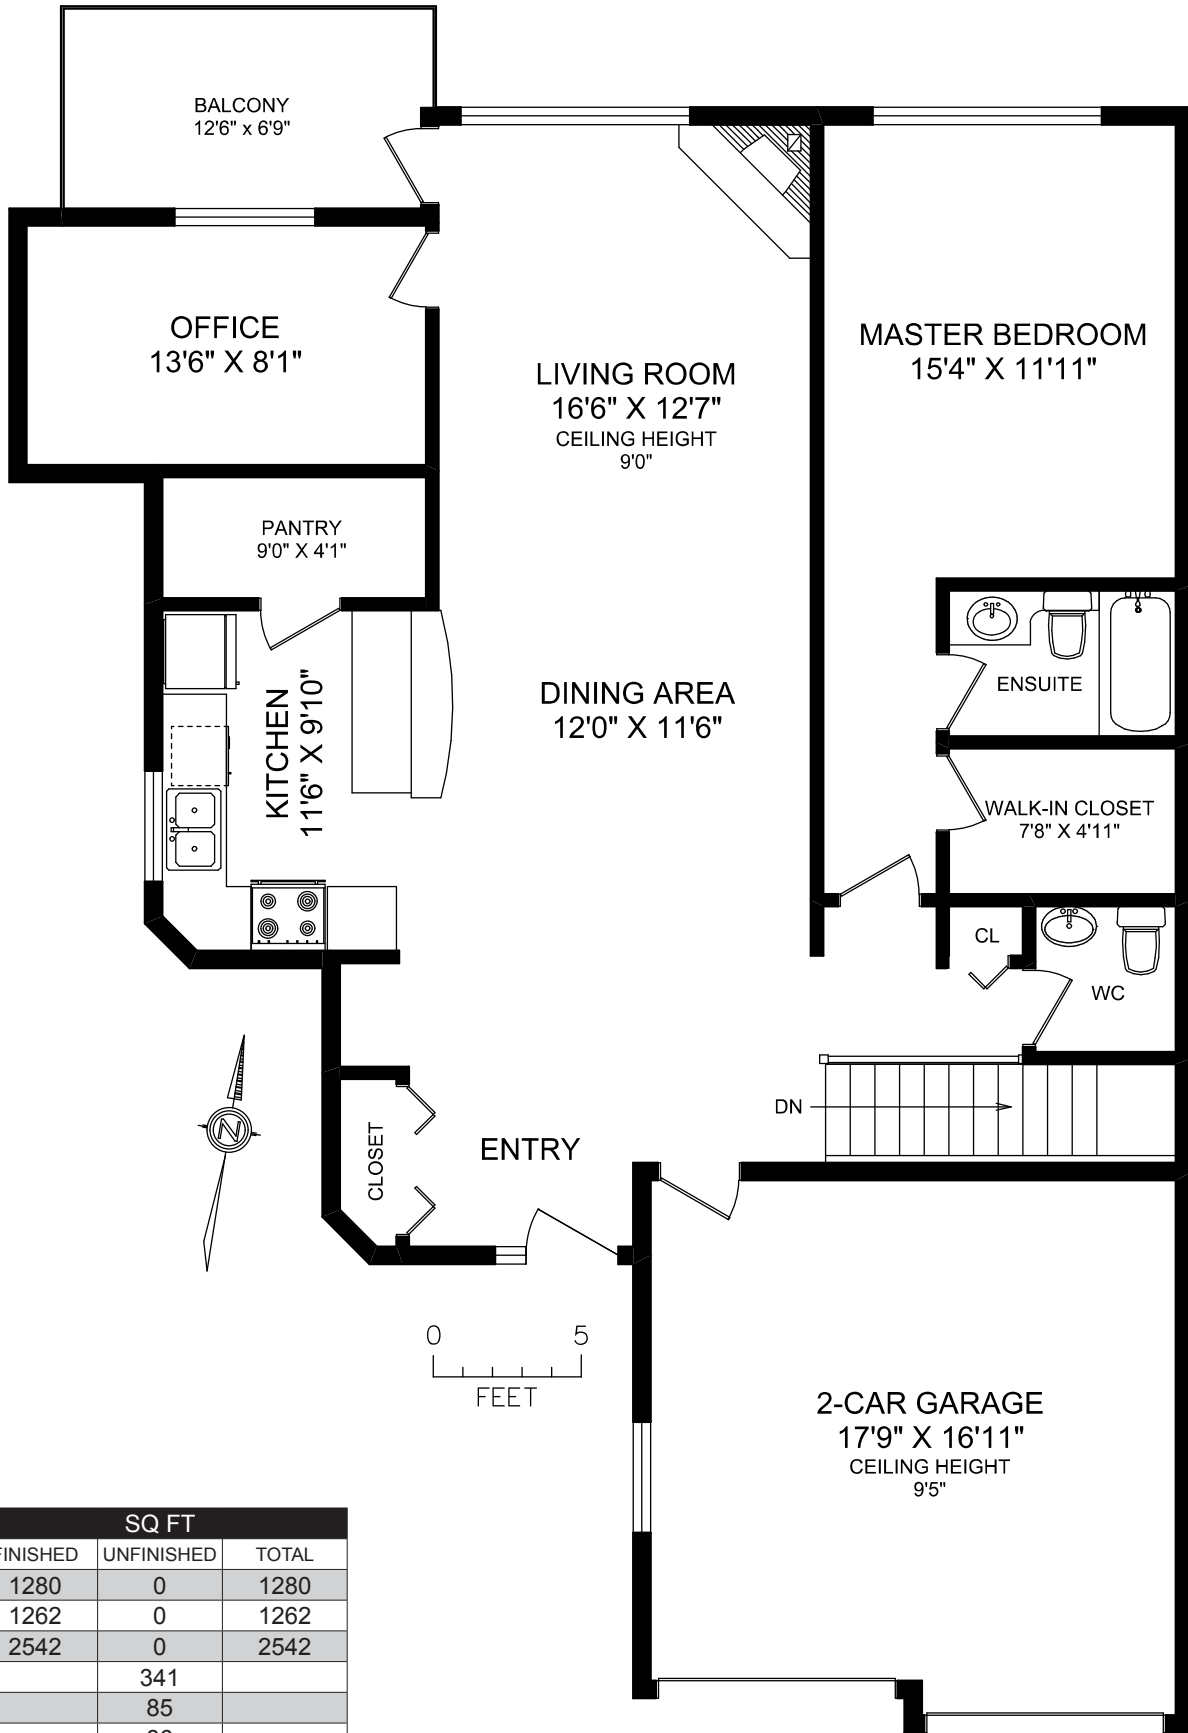 BALCONY
12'6" x 6'9"
OFFICE
13'6" X 8'1"
LIVING ROOM
16'6" X 12'7"
CEILING HEIGHT
9'0"
MASTER BEDROOM
15'4" X 11'11"
PANTRY
9'0" X 4'1"
KITCHEN
11'6" X 9'10"
DINING AREA
12'0" X 11'6"
ENSUITE
WALK-IN CLOSET
7'8" X 4'11"
CL
WC
DN
CLOSET
ENTRY
N
0 5
FEET
2-CAR GARAGE
17'9" X 16'11"
CEILING HEIGHT
9'5"
SQ FT
FINISHED UNFINISHED TOTAL
1280 0 1280
1262 0 1262
2542 0 2542
341
85